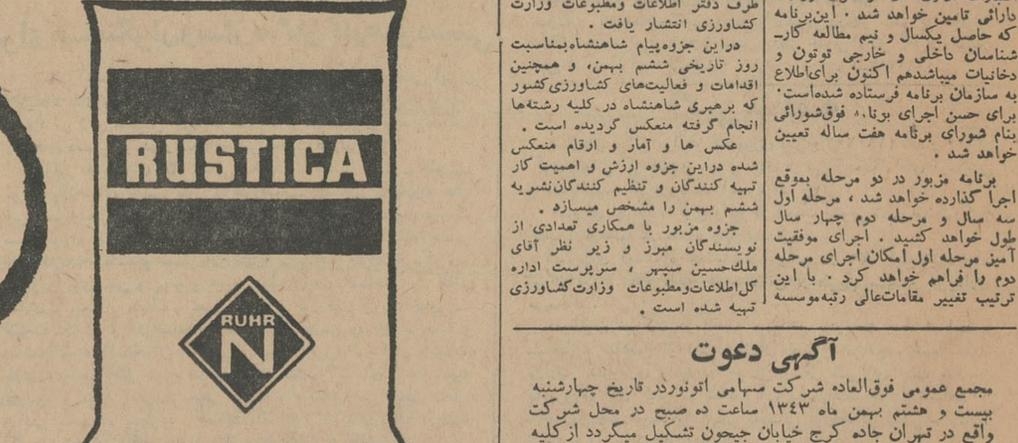 دارائی تامین خواهد شد . این‌برنامه
که حاصل یکسال و نیم مطالعه کار-
شناسان داخلی و خارجی توتون و
دخانیات میباشدهم اکنون برای‌اطلاع
به سازمان برنامه فرستاده شده‌است.
برای حسن اجرای فوق‌شورائی
بنام شورای برنامه هفت ساله تعیین
خواهد شد .
برنامه مزبور در دو مرحله بموقع
اجرا گذارده خواهد شد ، مرحله اول
سه سال و مرحله دوم چهار سال
طول خواهد کشید . اجرای موفقیت
آمیز مرحله اول امکان اجرای مرحله
دوم را فراهم خواهد کرد . با این
ترتیب تغییر مقامات‌عالی رتبه‌موسسه
طرف دفتر اطلاعات ومطبوعات وزارت
کشاورزی انتشار یافت .
دراین جزوه‌پیام شاهنشاه‌بمناسبت
روز تاریخی ششم بهمن، و همچنین
اقدامات و فعالیت‌های کشاورزی‌کشور
که برهبری شاهنشاه در کلیه رشته‌ها
انجام گرفته منعکس گردیده است .
عکس ها و آمار و ارقام منعکس
شده دراین جزوه ارزش و اهمیت کار
تهیه کنندگان و تنظیم کنندگان‌نشریه
ششم بهمن را مشخص میسازد .
جزوه مزبور با همکاری تعدادی از
نویسندگان مبرز و زیر نظر آقای
ملك‌حسین سپهر ، سرپرست اداره
کل‌اطلاعات‌ومطبوعات وزارت‌کشاورزی
تهیه شده است .
RUSTICA
RUHR
N
آگهی دعوت
مجمع عمومی فوق‌العاده شرکت سهامی اتونوردر تاریخ چهارشنبه
بیست و هشتم بهمن ماه ۱۳٤۳ ساعت ده صبح در محل شرکت
واقع در تهران جاده کرج خیابان جیحون تشکیل میگردد از کلیه